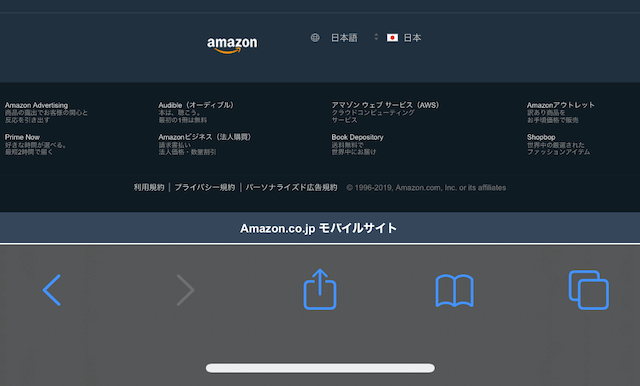 amazon
日本語
日本
Amazon Advertising
商品の露出でお客様の関心と
反応を引き出す
Audible（オーディブル）
本は、聴こう。
最初の1冊は無料
アマゾン ウェブ サービス（AWS）
クラウドコンピューティング
サービス
Amazonアウトレット
訳あり商品を
お手頃価格で販売
Prime Now
好きな時間が選べる。
最短2時間で届く
Amazonビジネス（法人購買）
請求書払い
法人価格・数量割引
Book Depository
送料無料で
世界中にお届け
Shopbop
世界中の厳選された
ファッションアイテム
利用規約 | プライバシー規約 | パーソナライズド広告規約 © 1996-2019, Amazon.com, Inc. or its affiliates
Amazon.co.jp モバイルサイト